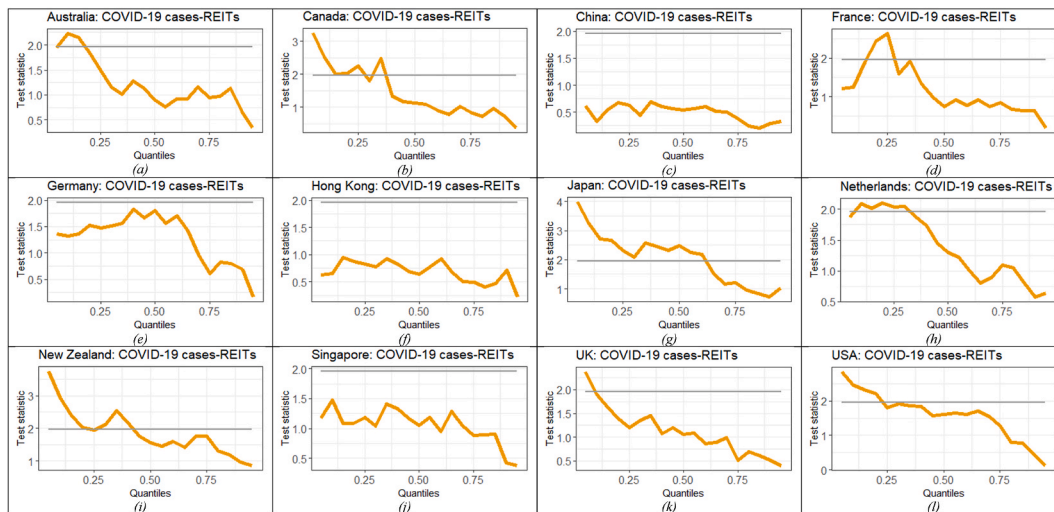 Australia: COVID-19 cases-REITs
Test statistic
2.0
1.5
1.0
0.5
0.25
0.50
0.75
Quantiles
(a)
Canada: COVID-19 cases-REITs
Test statistic
3
2
1
0.25
0.50
0.75
Quantiles
(b)
China: COVID-19 cases-REITs
Test statistic
2.0
1.5
1.0
0.5
0.25
0.50
0.75
Quantiles
(c)
France: COVID-19 cases-REITs
Test statistic
2
1
0.25
0.50
0.75
Quantiles
(d)
Germany: COVID-19 cases-REITs
Test statistic
2.0
1.5
1.0
0.5
0.25
0.50
0.75
Quantiles
(e)
Hong Kong: COVID-19 cases-REITs
Test statistic
2.0
1.5
1.0
0.5
0.25
0.50
0.75
Quantiles
(f)
Japan: COVID-19 cases-REITs
Test statistic
4
3
2
1
0.25
0.50
0.75
Quantiles
(g)
Netherlands: COVID-19 cases-REITs
Test statistic
2.0
1.5
1.0
0.5
0.25
0.50
0.75
Quantiles
(h)
New Zealand: COVID-19 cases-REITs
Test statistic
3
2
1
0.25
0.50
0.75
Quantiles
(i)
Singapore: COVID-19 cases-REITs
Test statistic
2.0
1.5
1.0
0.5
0.25
0.50
0.75
Quantiles
(j)
UK: COVID-19 cases-REITs
Test statistic
2.0
1.5
1.0
0.5
0.25
0.50
0.75
Quantiles
(k)
USA: COVID-19 cases-REITs
Test statistic
3
2
1
0
0.25
0.50
0.75
Quantiles
(l)